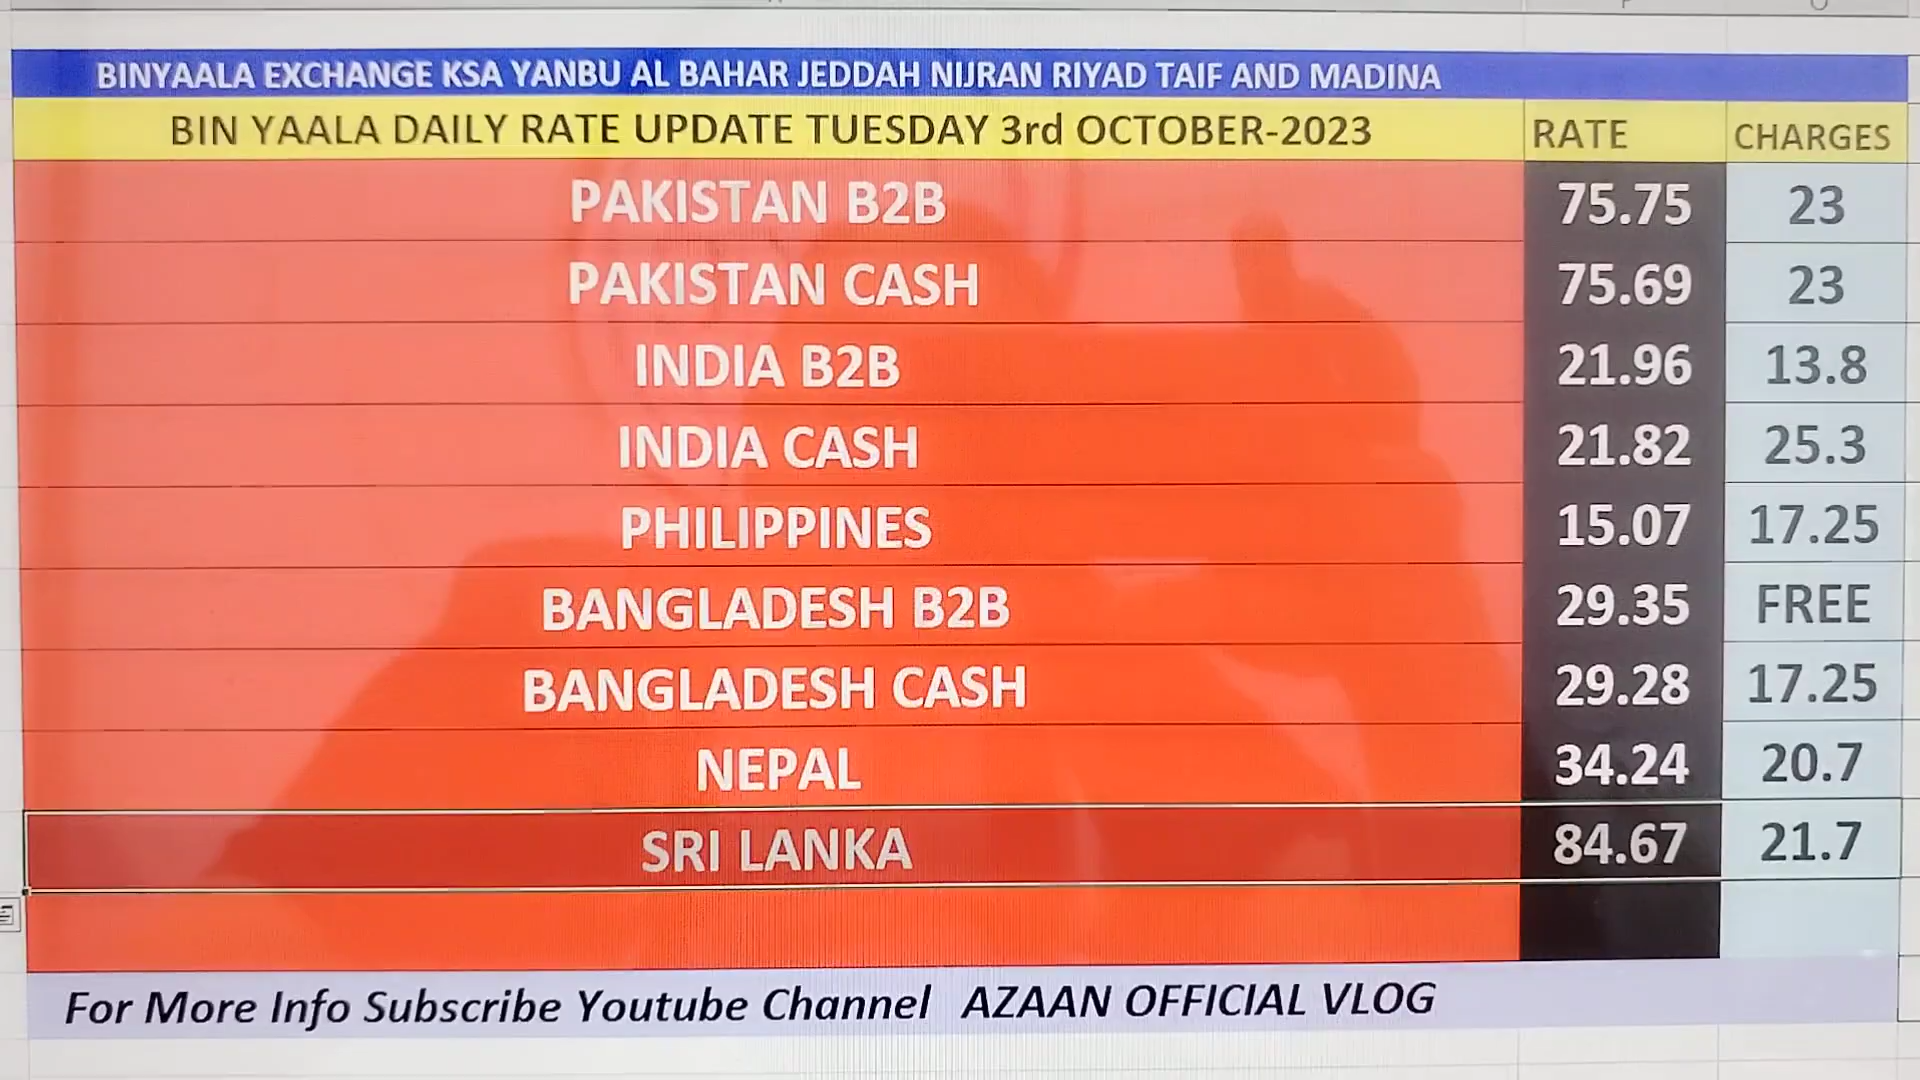 BINYAALA EXCHANGE KSA YANBU AL BAHAR JEDDAH NIJRAN RIYAD TAIF AND MADINA
BIN YAALA DAILY RATE UPDATE TUESDAY 3rd OCTOBER-2023 RATE CHARGES
PAKISTAN B2B 75.75 23
PAKISTAN CASH 75.69 23
INDIA B2B 21.96 13.8
INDIA CASH 21.82 25.3
PHILIPPINES 15.07 17.25
BANGLADESH B2B 29.35 FREE
BANGLADESH CASH 29.28 17.25
NEPAL 34.24 20.7
SRI LANKA 84.67 21.7
For More Info Subscribe Youtube Channel AZAAN OFFICIAL VLOG